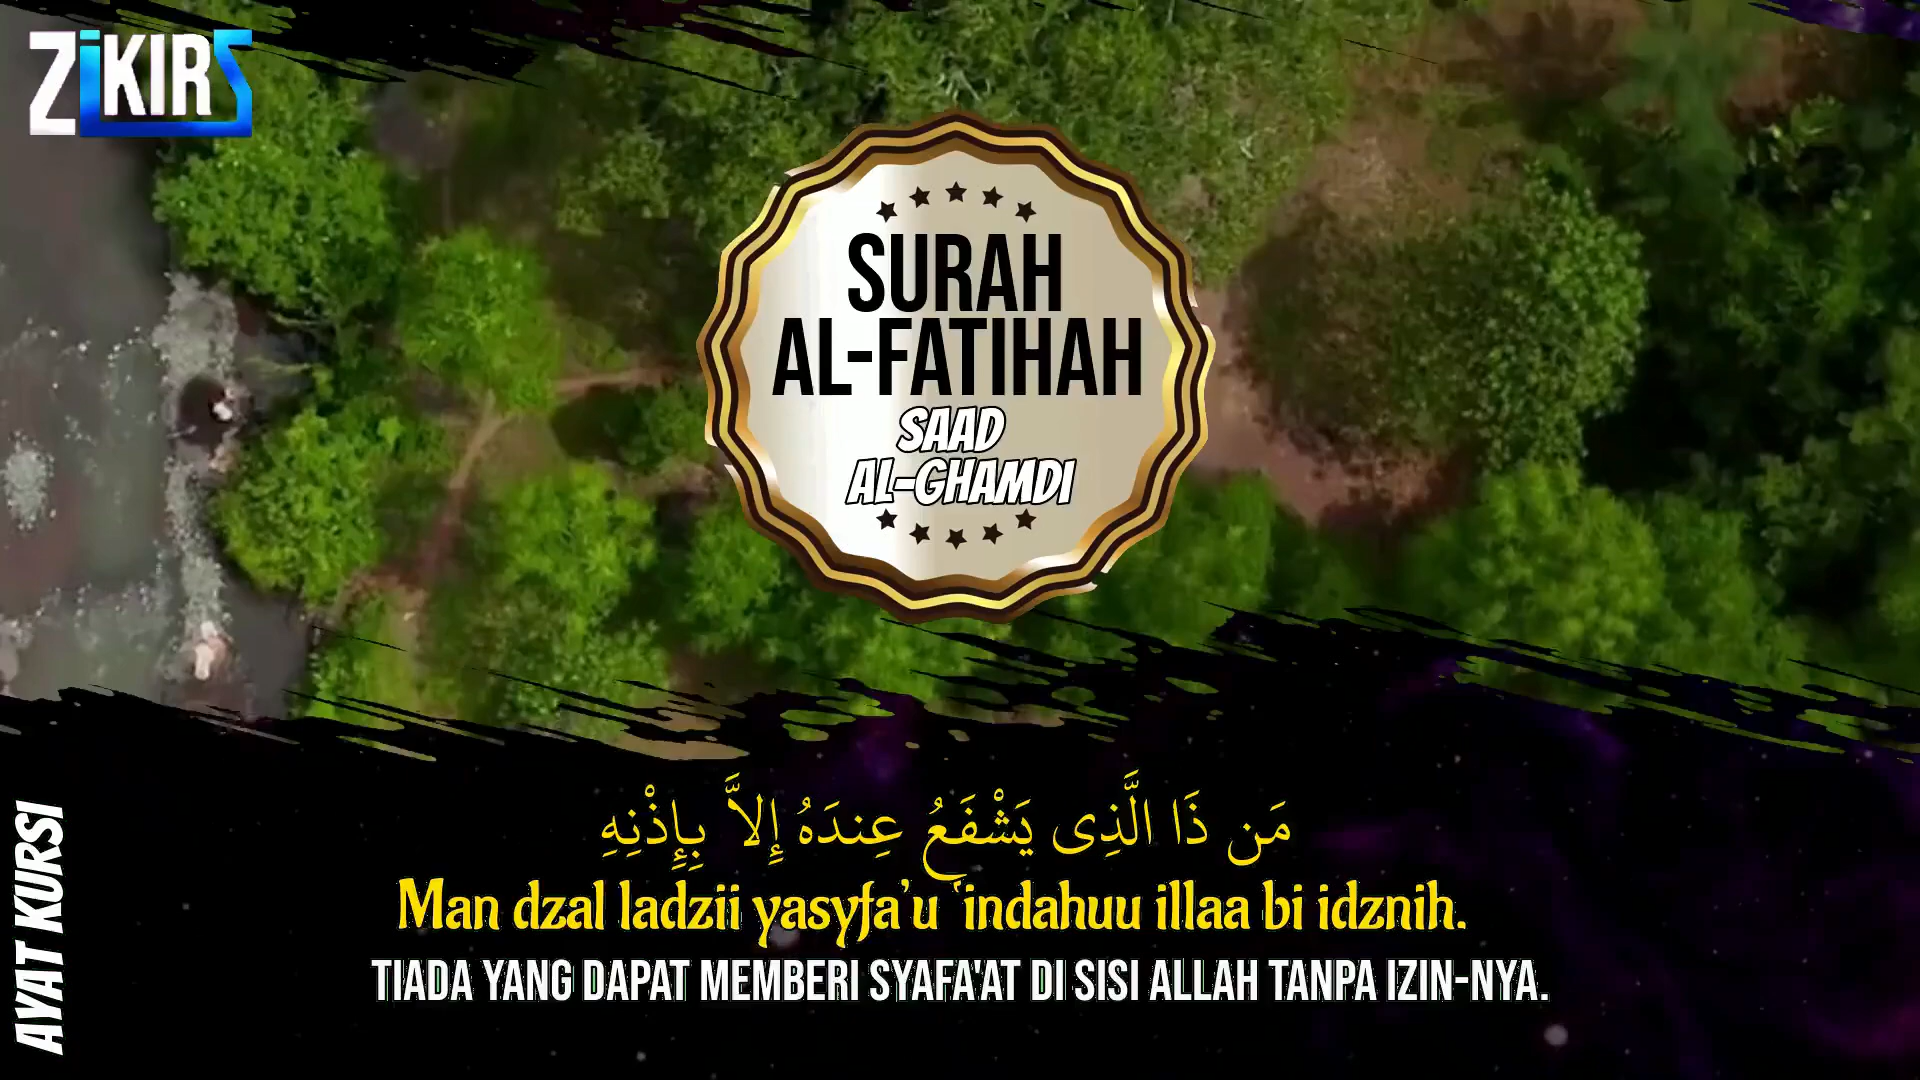 ZiKIRS
SURAH
AL-FATIHAH
SAAD
AL-GHAMDI
مَن ذَا الَّذِى يَشْفَعُ عِندَهُ إِلاَّ بِإِذْنِهِ
Man dzal ladzii yasyfa’u ‘indahuu illaa bi idznih.
TIADA YANG DAPAT MEMBERI SYAFA'AT DI SISI ALLAH TANPA IZIN-NYA.
AYAT KURSI